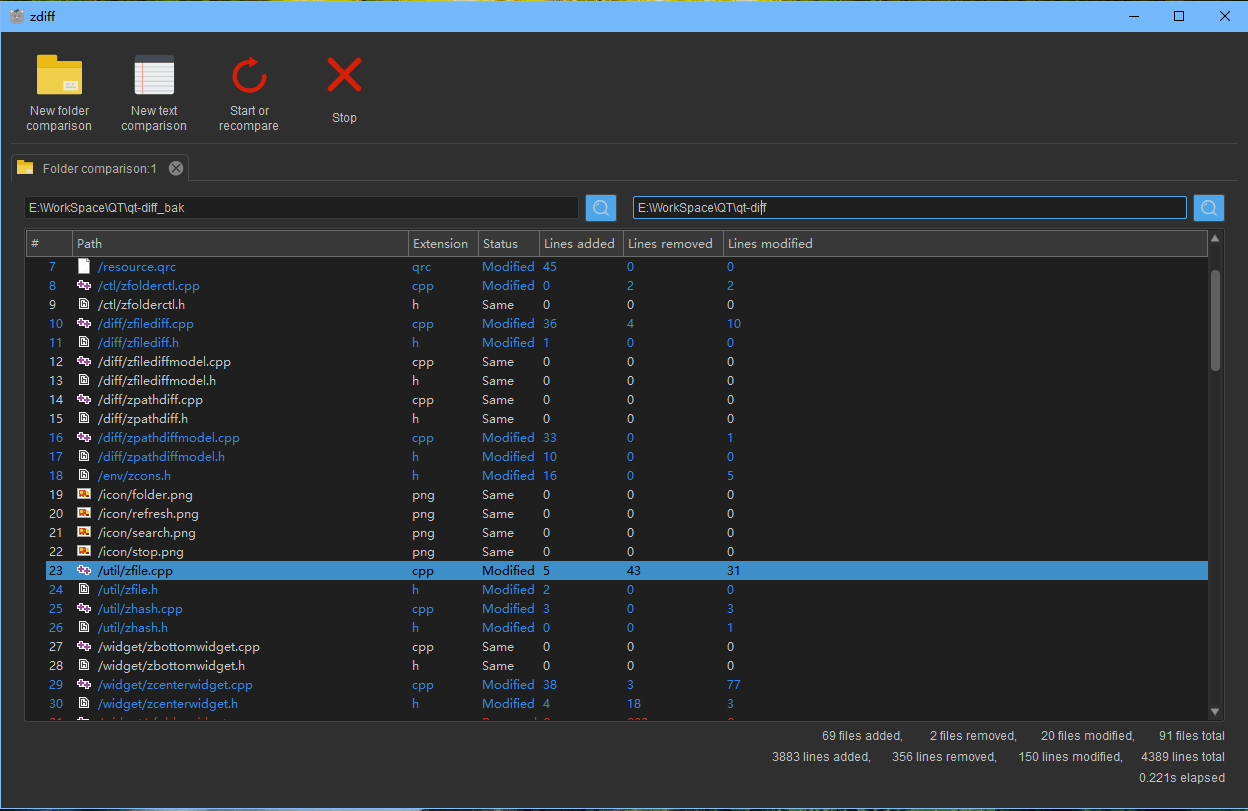 zdiff
New folder comparison
New text comparison
Start or recompare
Stop
Folder comparison:1
E:\WorkSpace\QT\qt-diff_bak
E:\WorkSpace\QT\qt-diff
# Path Extension Status Lines added Lines removed Lines modified
7 /resource.qrc qrc Modified 45 0 0
8 /ctl/zfolderctl.cpp cpp Modified 0 2 2
9 /ctl/zfolderctl.h h Same 0 0 0
10 /diff/zfilediff.cpp cpp Modified 36 4 10
11 /diff/zfilediff.h h Modified 1 0 0
12 /diff/zfilediffmodel.cpp cpp Same 0 0 0
13 /diff/zfilediffmodel.h h Same 0 0 0
14 /diff/zpathdiff.cpp cpp Same 0 0 0
15 /diff/zpathdiff.h h Same 0 0 0
16 /diff/zpathdiffmodel.cpp cpp Modified 33 0 1
17 /diff/zpathdiffmodel.h h Modified 10 0 0
18 /env/zcons.h h Modified 16 0 5
19 /icon/folder.png png Same 0 0 0
20 /icon/refresh.png png Same 0 0 0
21 /icon/search.png png Same 0 0 0
22 /icon/stop.png png Same 0 0 0
23 /util/zfile.cpp cpp Modified 5 43 31
24 /util/zfile.h h Modified 2 0 0
25 /util/zhash.cpp cpp Modified 3 0 3
26 /util/zhash.h h Modified 0 0 1
27 /widget/zbottomwidget.cpp cpp Same 0 0 0
28 /widget/zbottomwidget.h h Same 0 0 0
29 /widget/zcenterwidget.cpp cpp Modified 38 3 77
30 /widget/zcenterwidget.h h Modified 4 18 3
69 files added, 2 files removed, 20 files modified, 91 files total
3883 lines added, 356 lines removed, 150 lines modified, 4389 lines total
0.221s elapsed